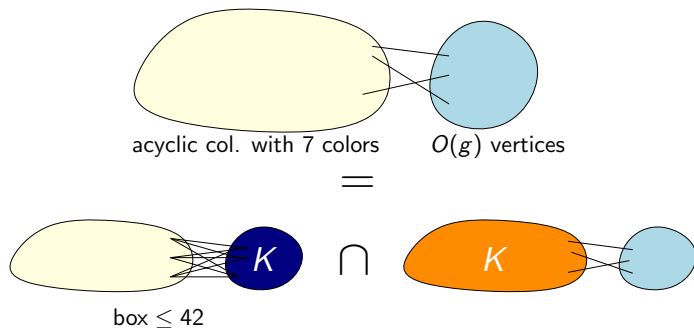 acyclic col. with 7 colors O(g) vertices
=
K ∩ K
box ≤ 42